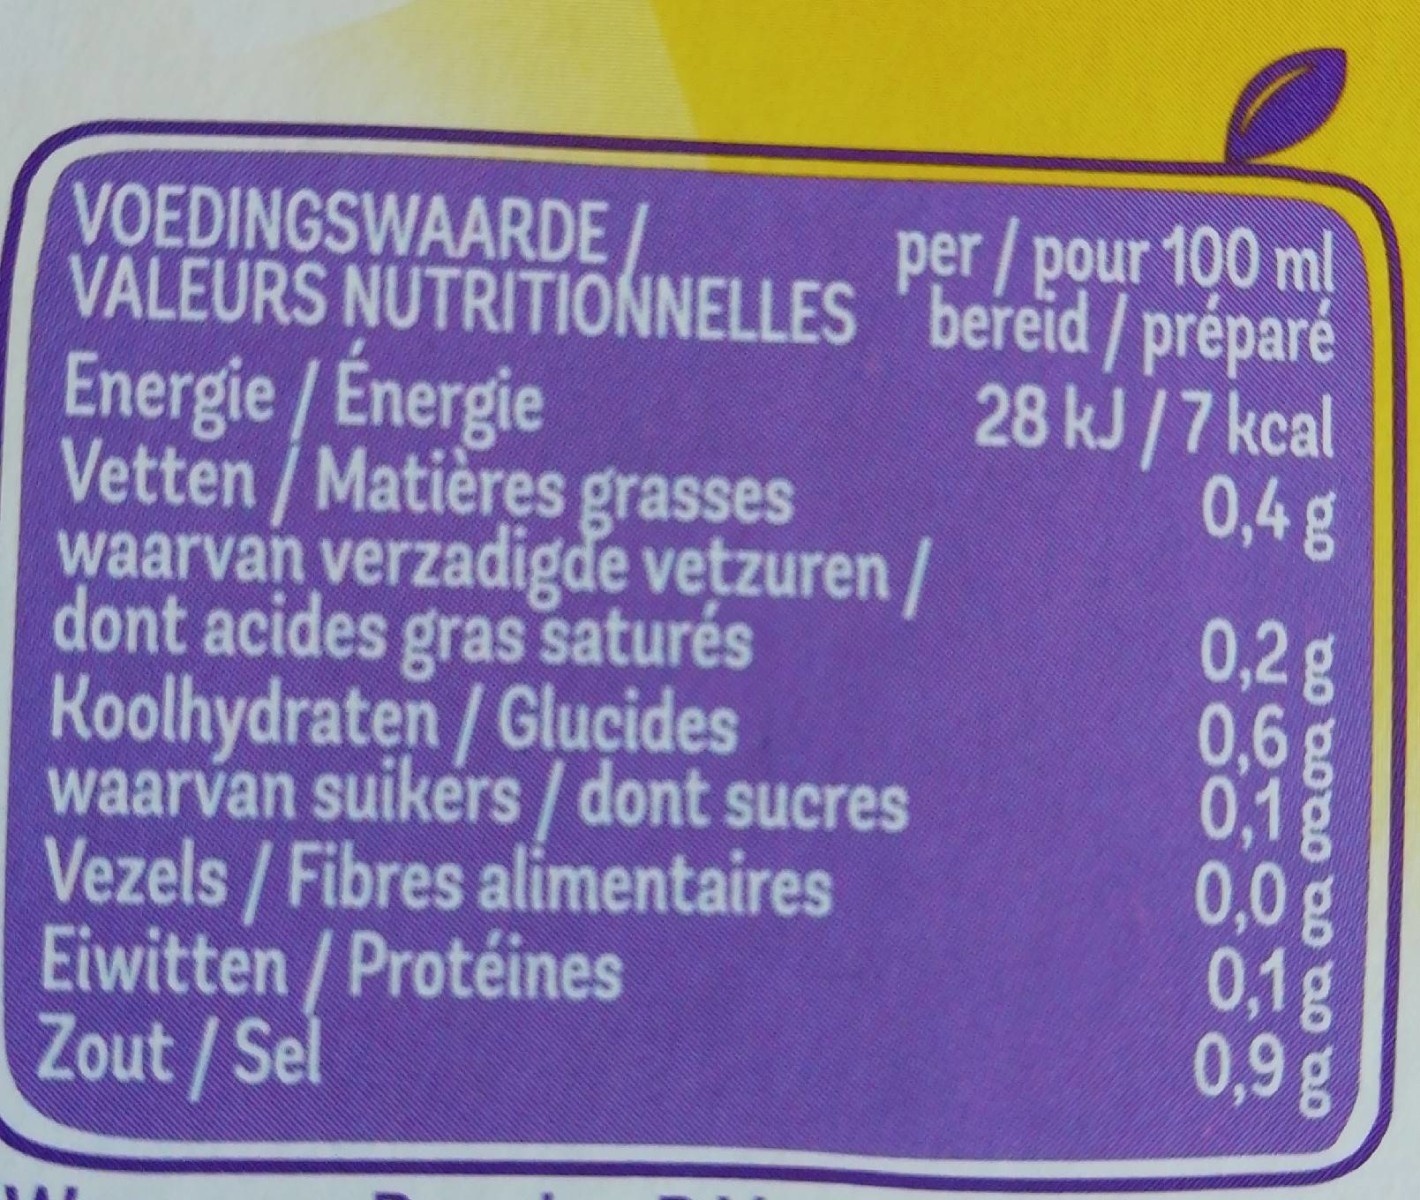 VOEDINGSWAARDE /
VALEURS NUTRITIONNELLES
per / pour 100 ml
bereid / préparé
Energie / Énergie 28 kJ / 7 kcal
Vetten / Matières grasses 0,4 g
waarvan verzadigde vetzuren /
dont acides gras saturés 0,2 g
Koolhydraten / Glucides 0,6 g
waarvan suikers / dont sucres 0,1 g
Vezels / Fibres alimentaires 0,0 g
Eiwitten / Protéines 0,1 g
Zout / Sel 0,9 g